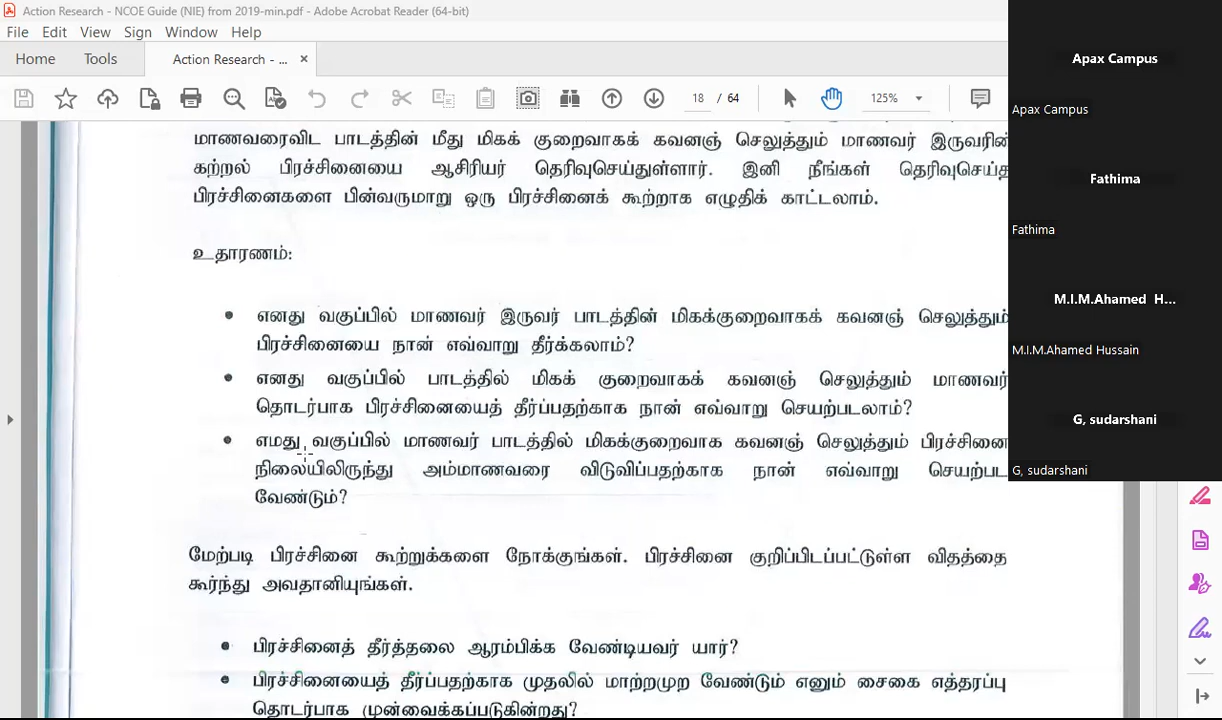 Action Research - NCOE Guide (NIE) from 2019-min.pdf - Adobe Acrobat Reader (64-bit)
File Edit View Sign Window Help
Home Tools Action Research - ... ×
18 / 64 125%
மாணவரைவிட பாடத்தின் மீது மிகக் குறைவாகக் கவனஞ் செலுத்தும் மாணவர் இருவரின்
கற்றல் பிரச்சினையை ஆசிரியர் தெரிவுசெய்துள்ளார். இனி நீங்கள் தெரிவுசெய்த
பிரச்சினைகளை பின்வருமாறு ஒரு பிரச்சினைக் கூற்றாக எழுதிக் காட்டலாம்.
உதாரணம்:
• எனது வகுப்பில் மாணவர் இருவர் பாடத்தின் மிகக்குறைவாகக் கவனஞ் செலுத்தும்
பிரச்சினையை நான் எவ்வாறு தீர்க்கலாம்?
• எனது வகுப்பில் பாடத்தில் மிகக் குறைவாகக் கவனஞ் செலுத்தும் மாணவர்
தொடர்பாக பிரச்சினையைத் தீர்ப்பதற்காக நான் எவ்வாறு செயற்படலாம்?
• எமது வகுப்பில் மாணவர் பாடத்தில் மிகக்குறைவாக கவனஞ் செலுத்தும் பிரச்சினை
நிலையிலிருந்து அம்மாணவரை விடுவிப்பதற்காக நான் எவ்வாறு செயற்பட
வேண்டும்?
மேற்படி பிரச்சினை கூற்றுக்களை நோக்குங்கள். பிரச்சினை குறிப்பிடப்பட்டுள்ள விதத்தை
கூர்ந்து அவதானியுங்கள்.
• பிரச்சினைத் தீர்த்தலை ஆரம்பிக்க வேண்டியவர் யார்?
• பிரச்சினையைத் தீர்ப்பதற்காக முதலில் மாற்றமுற வேண்டும் எனும் சைகை எத்தரப்பு
தொடர்பாக முன்வைக்கப்படுகின்றது?
Apax Campus
Apax Campus
Fathima
Fathima
M.I.M.Ahamed H...
M.I.M.Ahamed Hussain
G, sudarshani
G, sudarshani